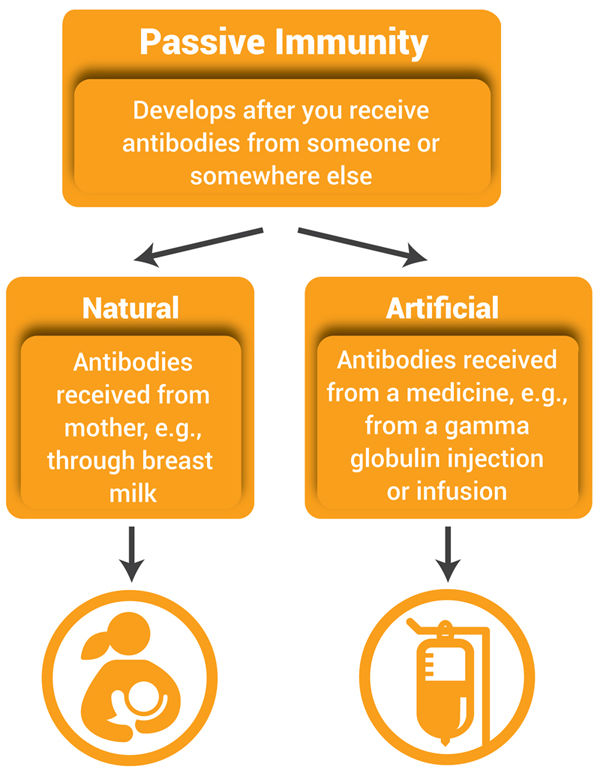 Passive Immunity
Develops after you receive
antibodies from someone or
somewhere else
Natural
Antibodies
received from
mother, e.g.,
through breast
milk
Artificial
Antibodies received
from a medicine, e.g.,
from a gamma
globulin injection
or infusion